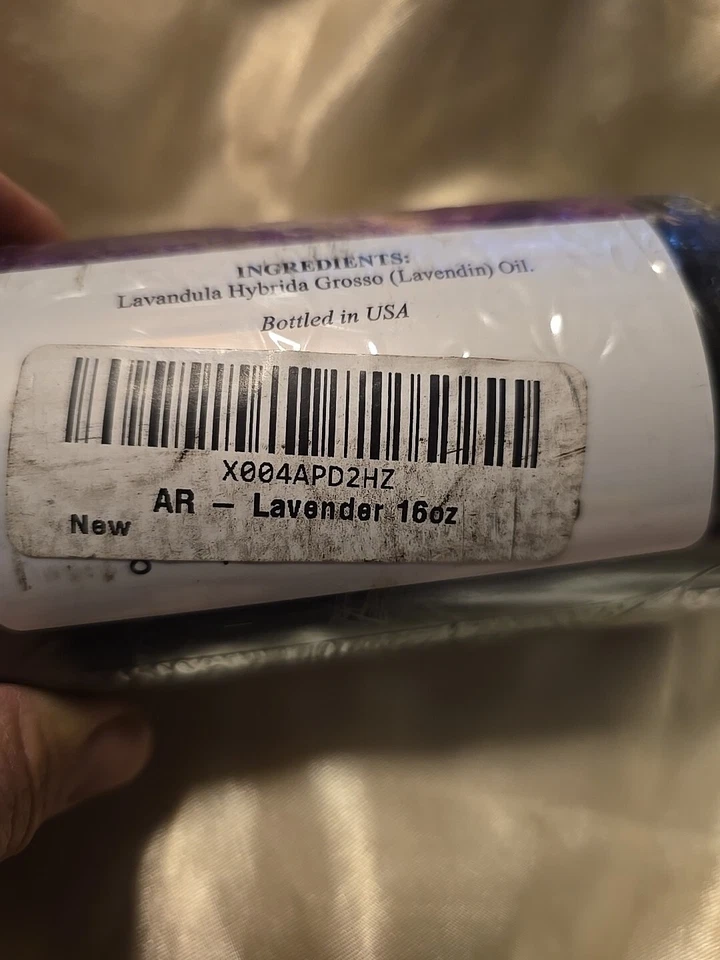 INGREDIENTS:
Lavandula Hybrida Grosso (Lavendin) Oil.
Bottled in USA
X004APD2HZ
AR – Lavender 16oz
New